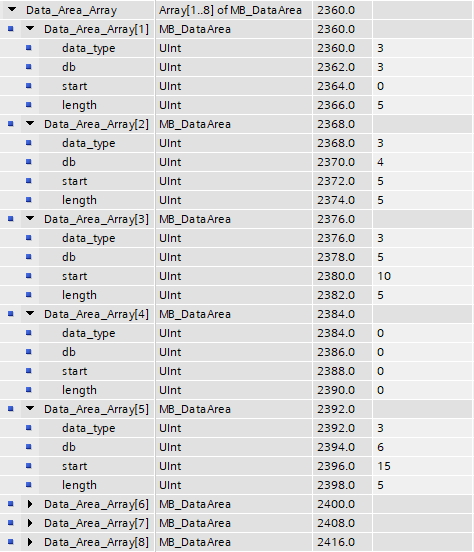 Data_Area_Array Array[1..8] of MB_DataArea 2360.0
Data_Area_Array[1] MB_DataArea 2360.0
data_type UInt 2360.0 3
db UInt 2362.0 3
start UInt 2364.0 0
length UInt 2366.0 5
Data_Area_Array[2] MB_DataArea 2368.0
data_type UInt 2368.0 3
db UInt 2370.0 4
start UInt 2372.0 5
length UInt 2374.0 5
Data_Area_Array[3] MB_DataArea 2376.0
data_type UInt 2376.0 3
db UInt 2378.0 5
start UInt 2380.0 10
length UInt 2382.0 5
Data_Area_Array[4] MB_DataArea 2384.0
data_type UInt 2384.0 0
db UInt 2386.0 0
start UInt 2388.0 0
length UInt 2390.0 0
Data_Area_Array[5] MB_DataArea 2392.0
data_type UInt 2392.0 3
db UInt 2394.0 6
start UInt 2396.0 15
length UInt 2398.0 5
Data_Area_Array[6] MB_DataArea 2400.0
Data_Area_Array[7] MB_DataArea 2408.0
Data_Area_Array[8] MB_DataArea 2416.0